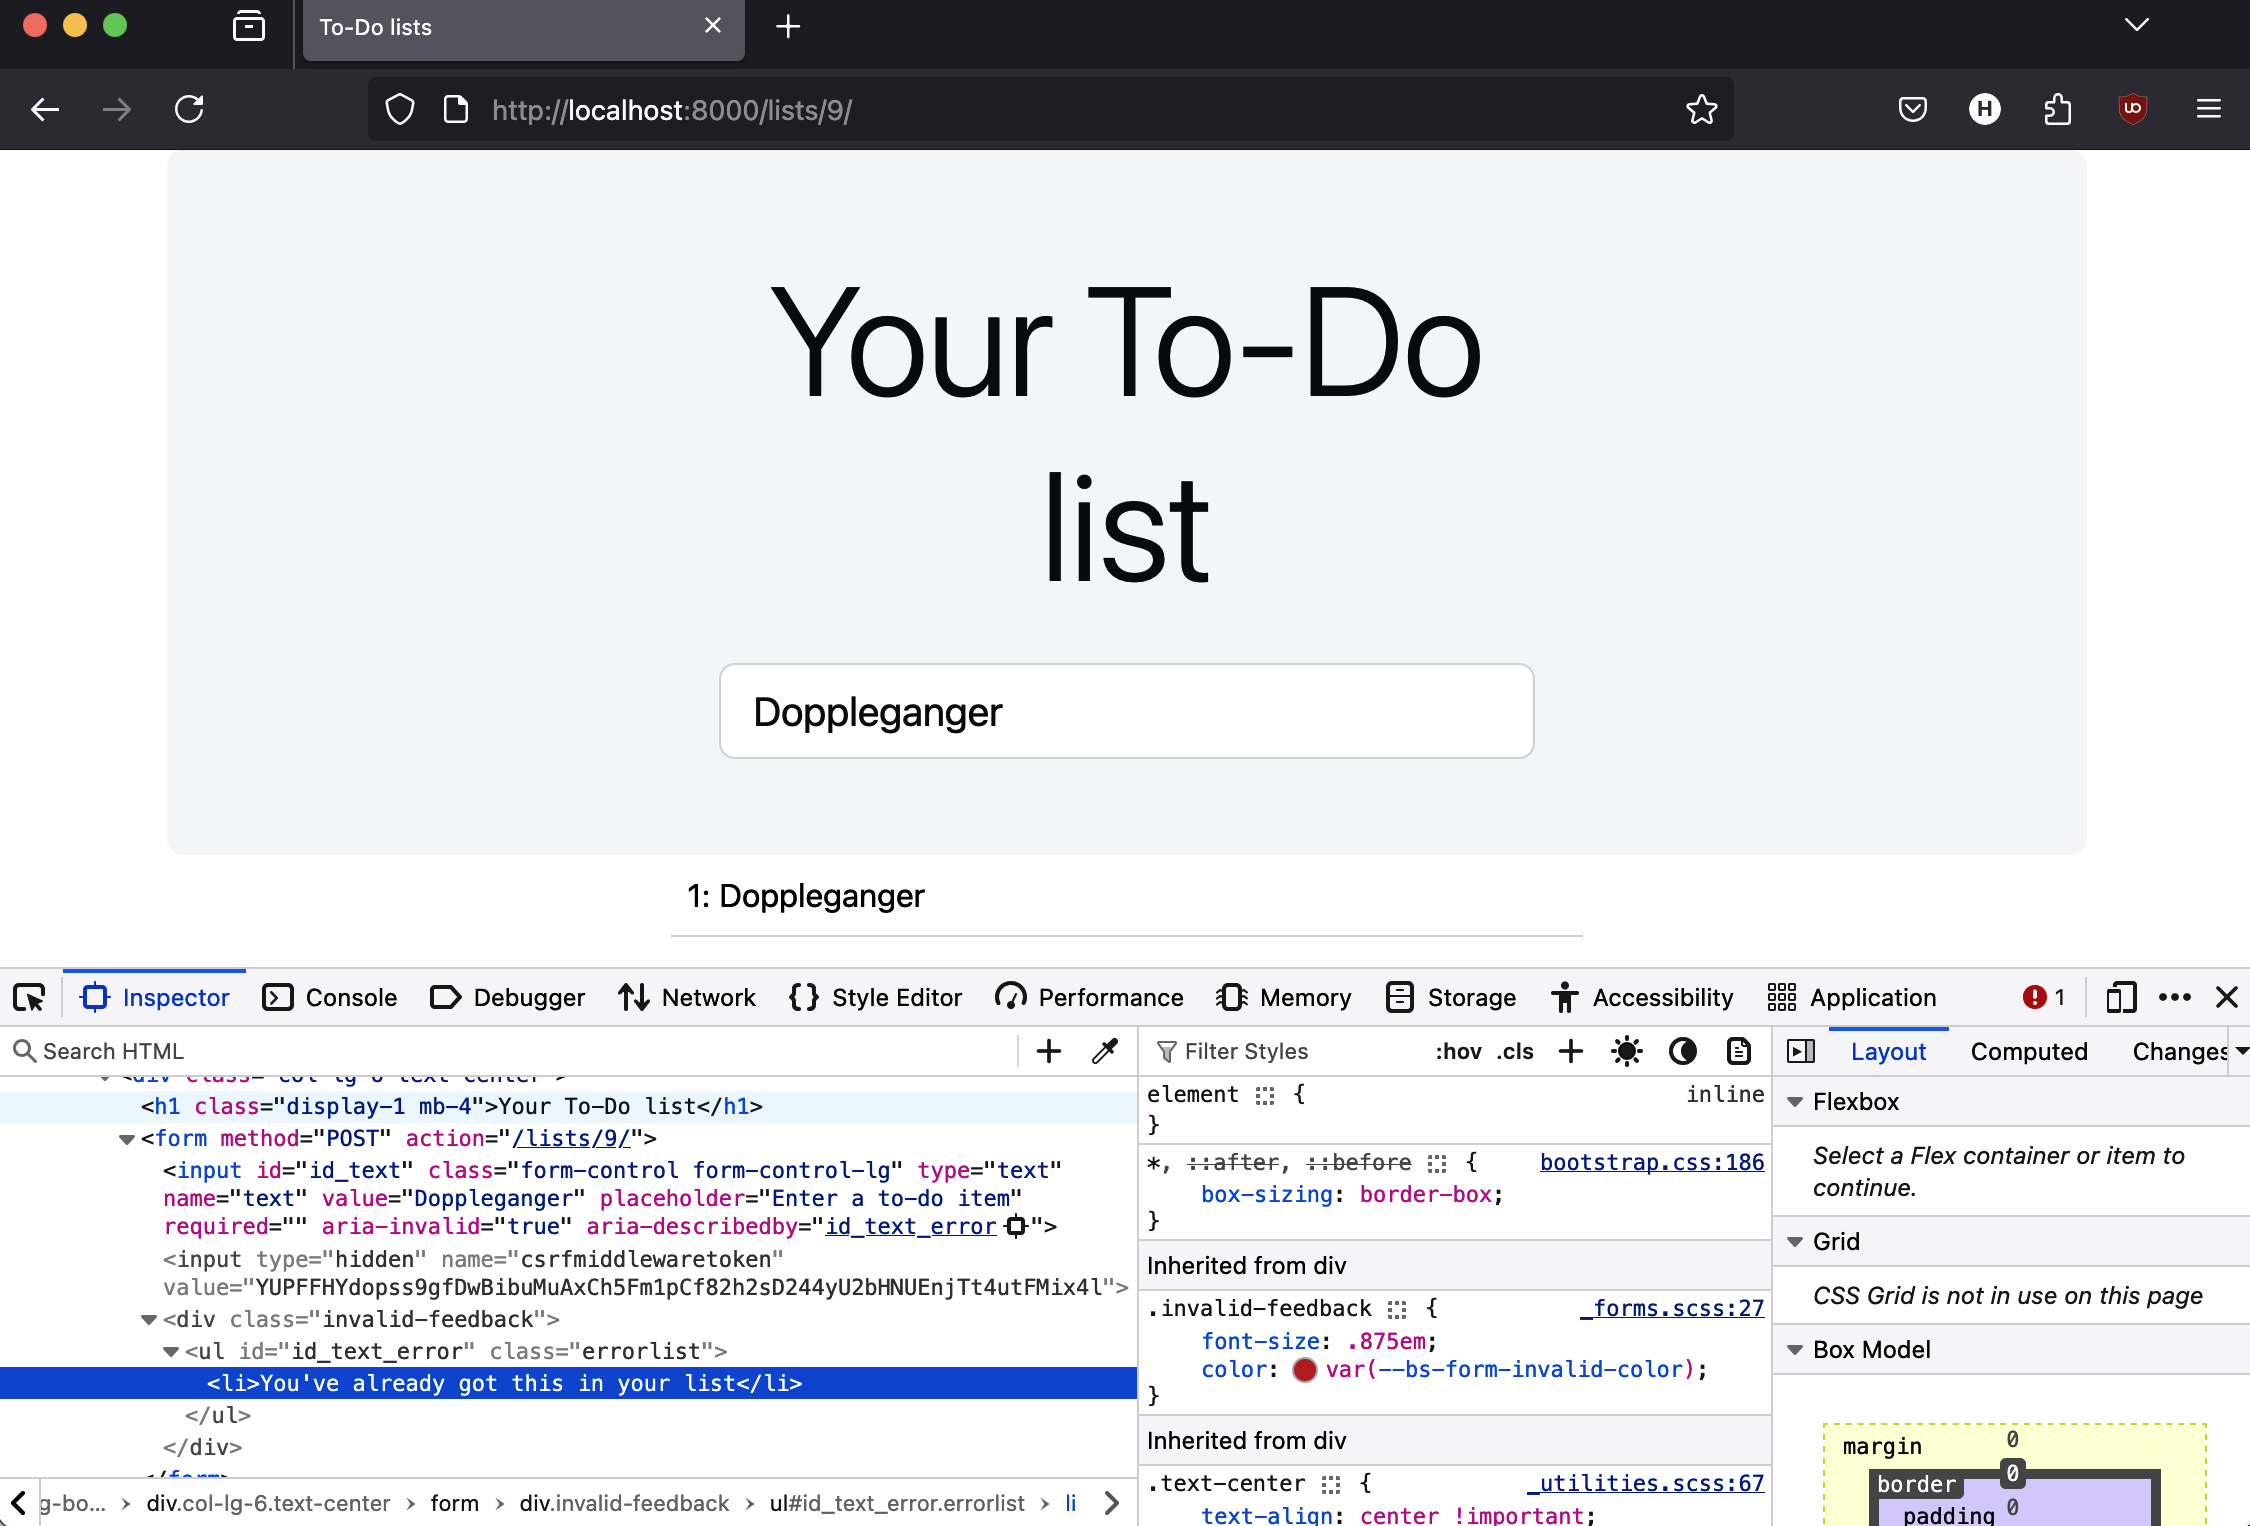 To-Do lists
http://localhost:8000/lists/9/
H
Your To-Do
list
Doppleganger
1: Doppleganger
Inspector Console Debugger Network Style Editor Performance Memory Storage Accessibility Application 1
Search HTML
<div class="col-lg-6 text-center">
<h1 class="display-1 mb-4">Your To-Do list</h1>
<form method="POST" action="/lists/9/">
<input id="id_text" class="form-control form-control-lg" type="text"
name="text" value="Doppleganger" placeholder="Enter a to-do item"
required="" aria-invalid="true" aria-describedby="id_text_error">
<input type="hidden" name="csrfmiddlewaretoken"
value="YUPFFHYdopss9gfDwBibuMuAxCh5Fm1pCf82h2sD244yU2bHNUEnjTt4utFMix4l">
<div class="invalid-feedback">
<ul id="id_text_error" class="errorlist">
<li>You've already got this in your list</li>
</ul>
</div>
</form>
g-bo... › div.col-lg-6.text-center › form › div.invalid-feedback › ul#id_text_error.errorlist › li
Filter Styles :hov .cls
element { inline
}
*, ::after, ::before { bootstrap.css:186
box-sizing: border-box;
}
Inherited from div
.invalid-feedback { _forms.scss:27
font-size: .875em;
color: var(--bs-form-invalid-color);
}
Inherited from div
.text-center { _utilities.scss:67
text-align: center !important;
Layout Computed Changes
Flexbox
Select a Flex container or item to
continue.
Grid
CSS Grid is not in use on this page
Box Model
margin 0
border 0
padding 0